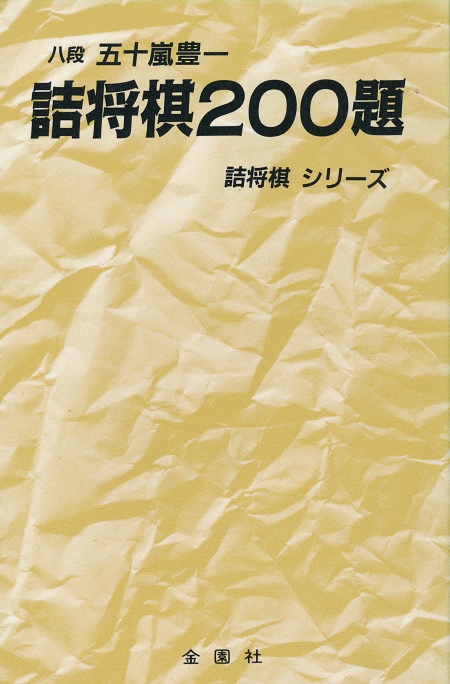 八段 五十嵐豊一
詰将棋200題
詰将棋 シリーズ
金園社